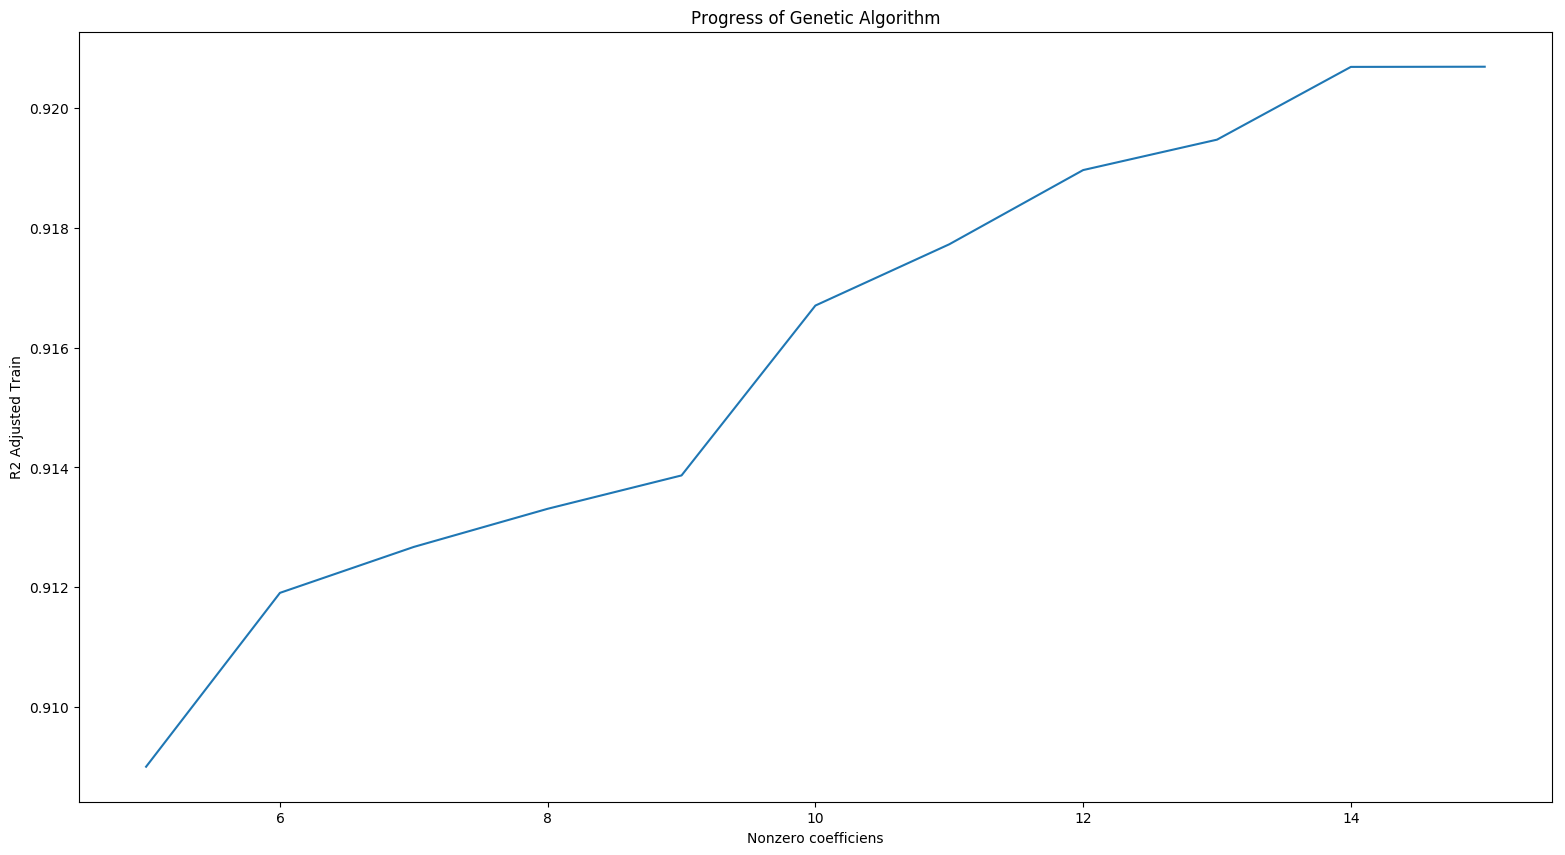 Progress of Genetic Algorithm
0.920
0.918
0.916
0.914
0.912
0.910
R2 Adjusted Train
6 8 10 12 14
Nonzero coefficiens